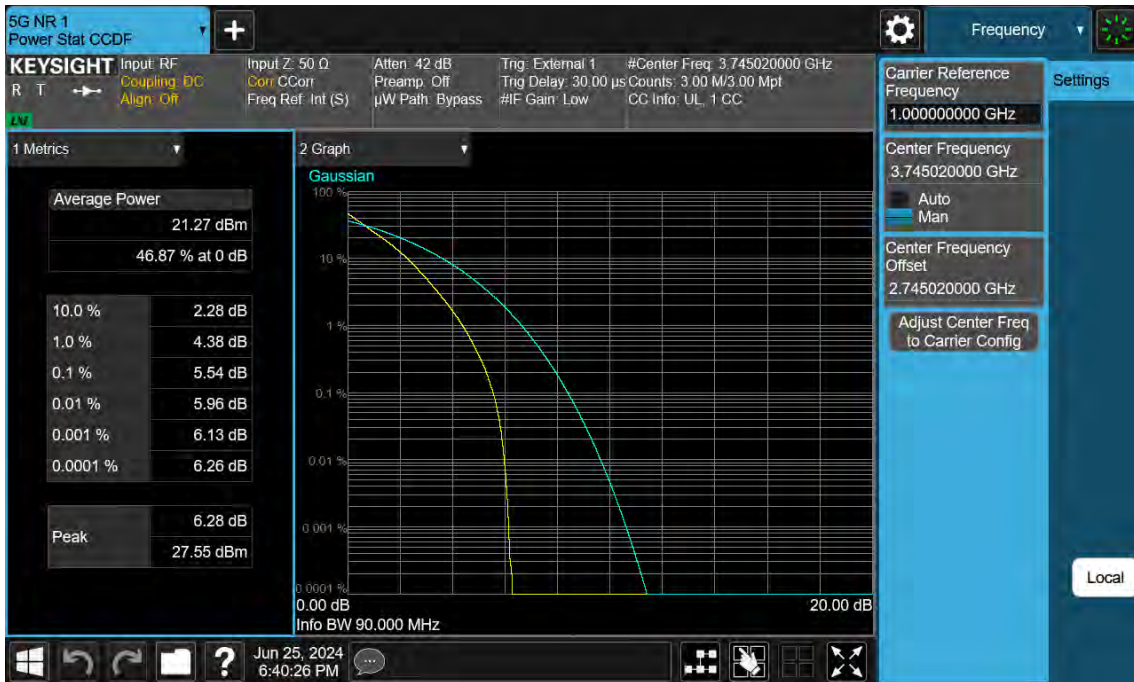 5G NR 1
Power Stat CCDF
Frequency
KEYSIGHT
R T
LNI
Input: RF
Coupling: DC
Align: Off
Input Z: 50 Ω
Corr CCorr
Freq Ref: Int (S)
Atten: 42 dB
Preamp: Off
µW Path: Bypass
Trig: External 1
Trig Delay: 30.00 µs
#IF Gain: Low
#Center Freq: 3.745020000 GHz
Counts: 3.00 M/3.00 Mpt
CC Info: UL, 1 CC
1 Metrics
Average Power
21.27 dBm
46.87 % at 0 dB
10.0 % 2.28 dB
1.0 % 4.38 dB
0.1 % 5.54 dB
0.01 % 5.96 dB
0.001 % 6.13 dB
0.0001 % 6.26 dB
Peak
6.28 dB
27.55 dBm
2 Graph
Gaussian
100 %
10 %
1 %
0.1 %
0.01 %
0.001 %
0.0001 %
0.00 dB 20.00 dB
Info BW 90.000 MHz
Carrier Reference
Frequency
1.000000000 GHz
Center Frequency
3.745020000 GHz
Auto
Man
Center Frequency
Offset
2.745020000 GHz
Adjust Center Freq
to Carrier Config
Settings
Local
?
Jun 25, 2024
6:40:26 PM